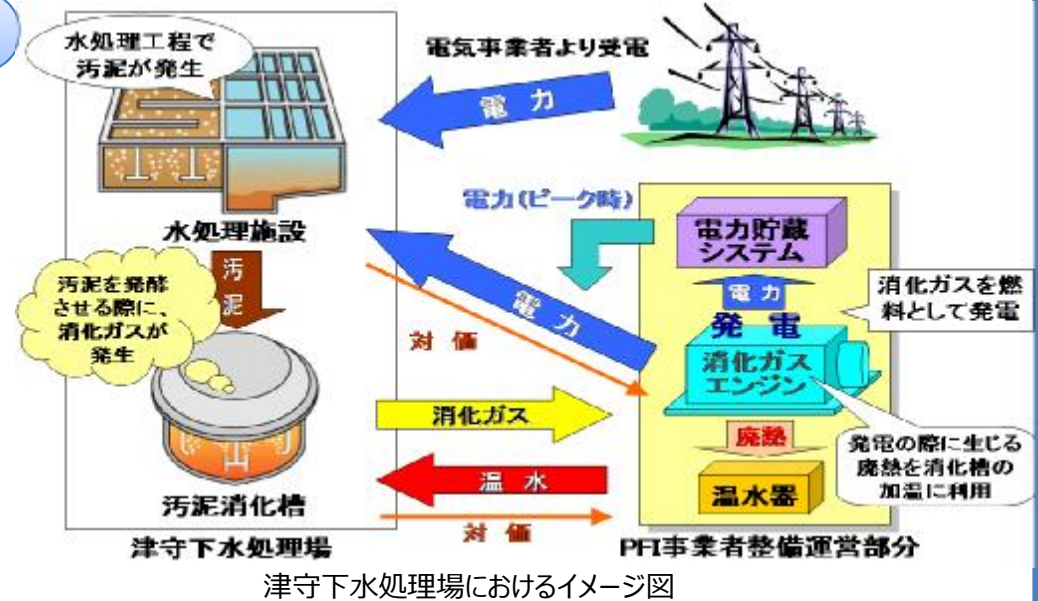 水処理工程で
汚泥が発生
電気事業者より受電
電 力
水処理施設
汚
泥
汚泥を発酵
させる際に、
消化ガスが
発生
電力(ピーク時)
電力貯蔵
システム
電 力
発 電
消化ガスを燃
料として発電
電 力
対 価
消化ガス
エンジン
消化ガス
廃熱
発電の際に生じる
廃熱を消化槽の
加温に利用
温 水
温水器
汚泥消化槽
対 価
津守下水処理場
PFI事業者整備運営部分
津守下水処理場におけるイメージ図